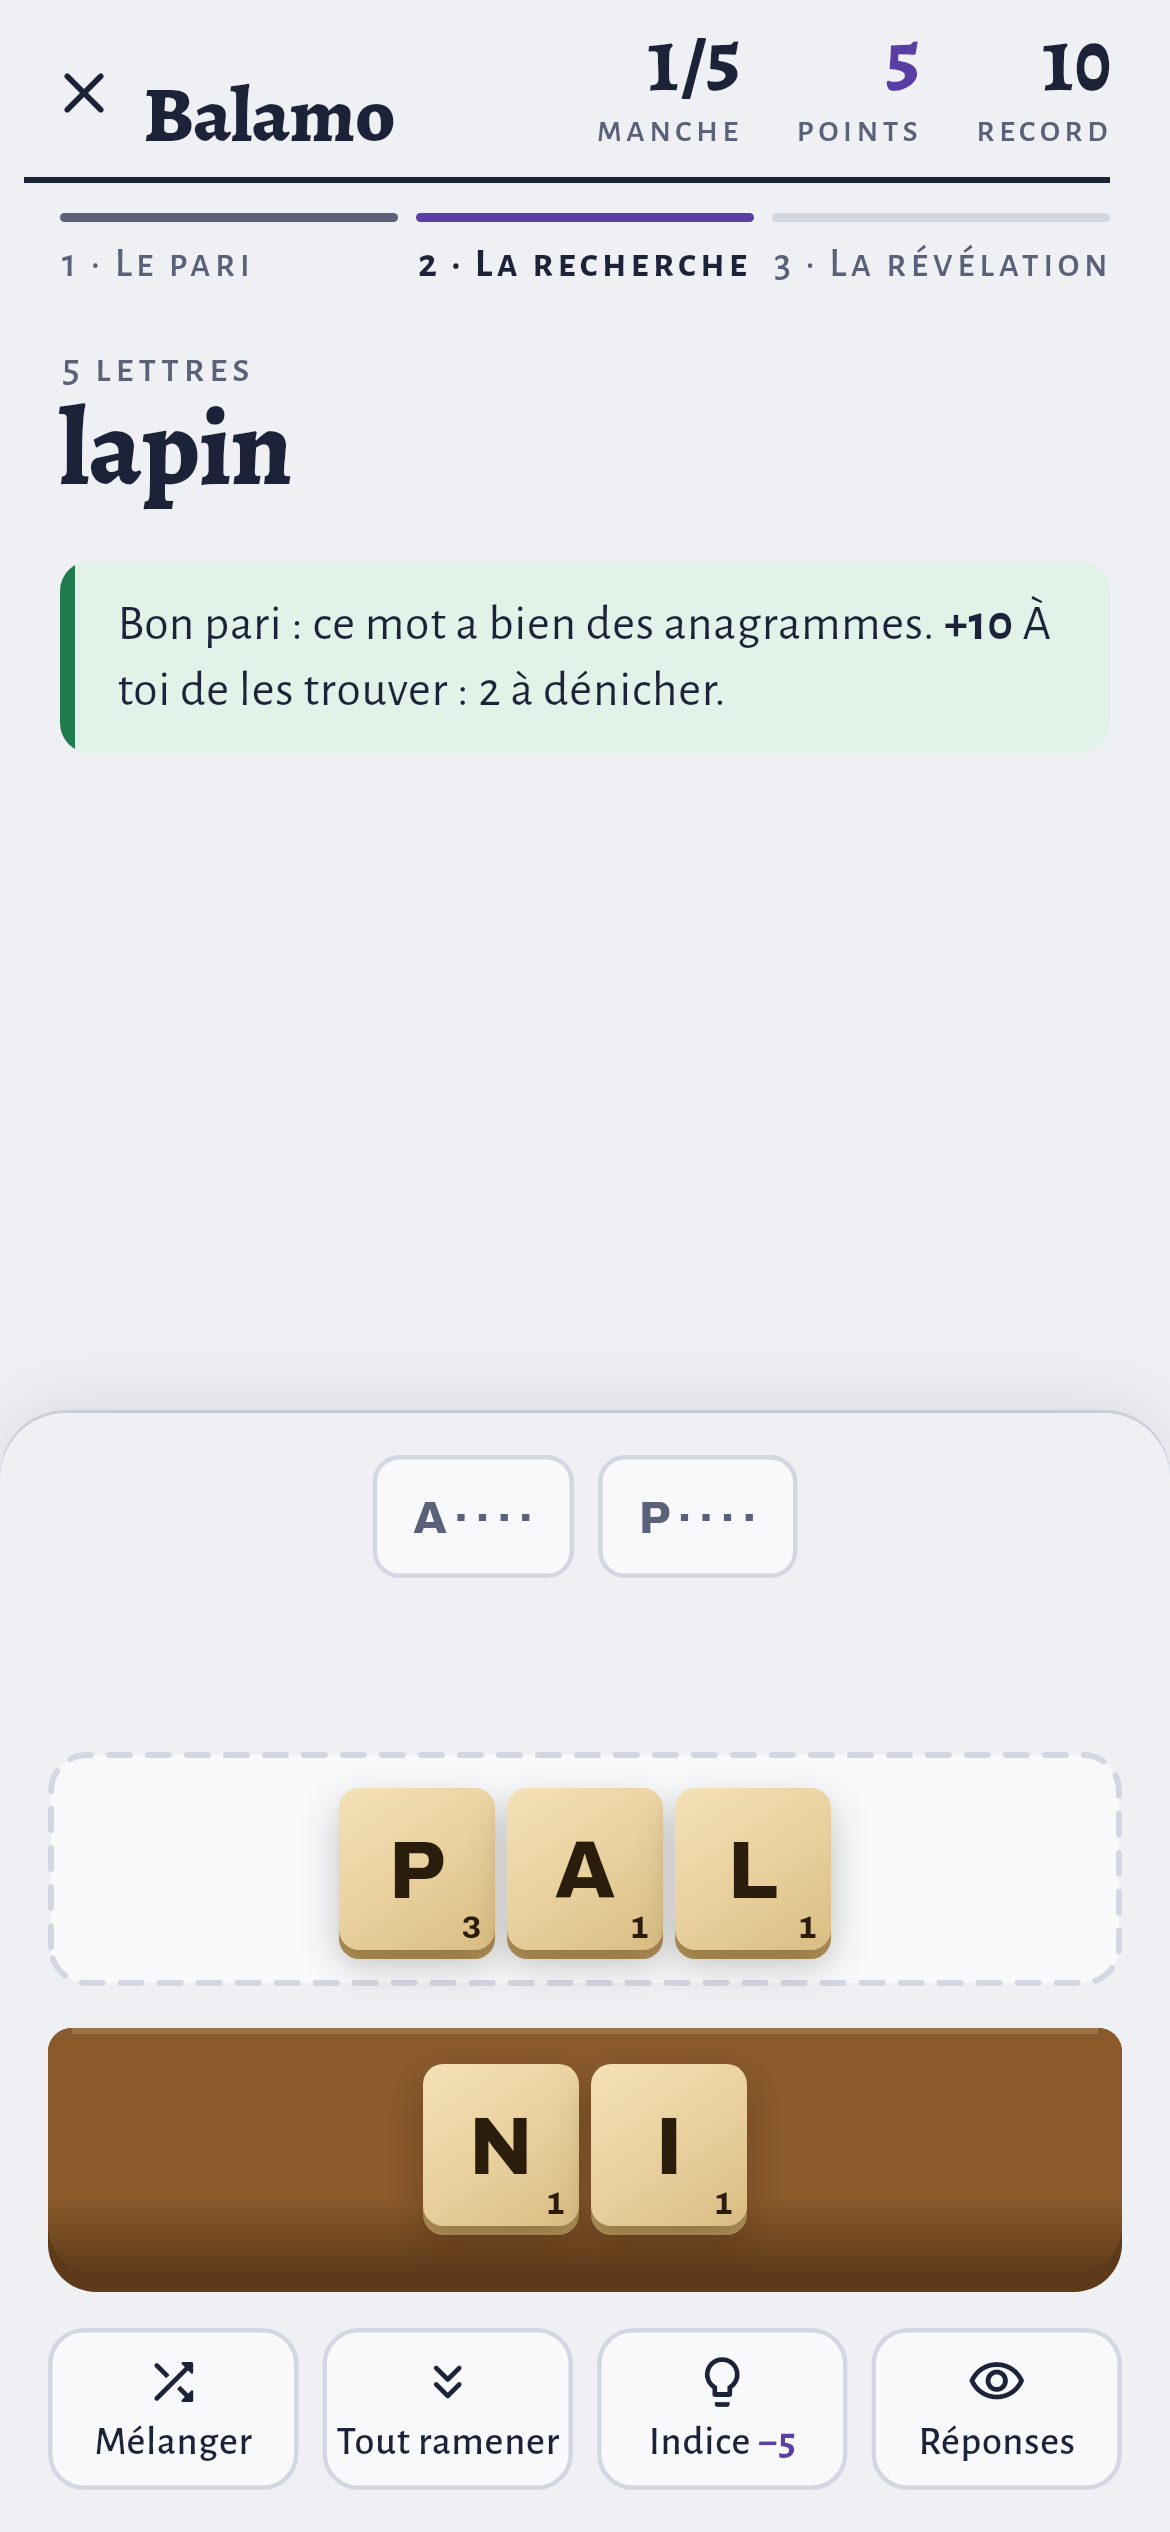 Balamo
1/5 5 10
MANCHE POINTS RECORD
1 · Le pari 2 · La recherche 3 · La révélation
5 LETTRES
lapin
Bon pari : ce mot a bien des anagrammes. +10 À
toi de les trouver : 2 à dénicher.
A···· P····
P 3 A 1 L 1
N 1 I 1
Mélanger Tout ramener Indice −5 Réponses